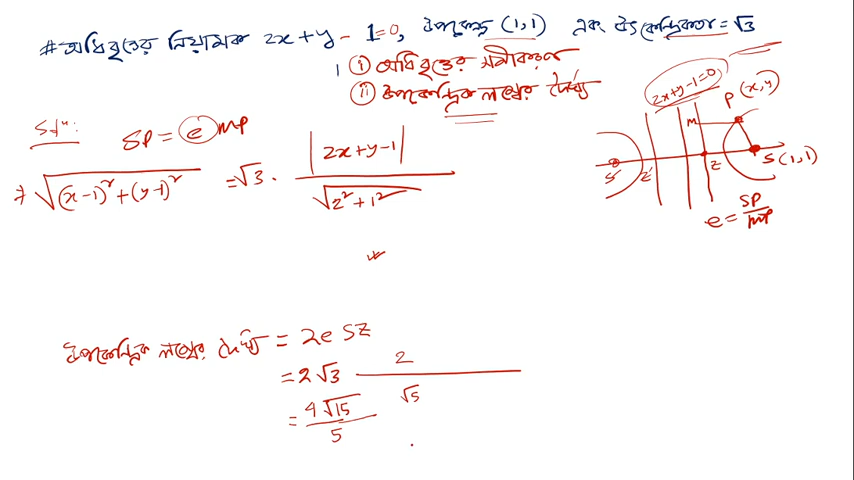 # অধিবৃত্তের নিয়ামক 2x + y - 1 = 0, উপকেন্দ্র (1, 1) এবং উৎকেন্দ্রিকতা = √3
। ⓘ অধিবৃত্তের সমীকরণ
ⓘⓘ উপকেন্দ্রিক লম্বের দৈর্ঘ্য
Solⁿ:
SP = e MP
⇒ √((x-1)² + (y-1)²) = √3 · |2x + y - 1| / √(2² + 1²)
2x+y-1=0
P (x, y)
M
S' Z' Z S (1, 1)
e = SP/MP
উপকেন্দ্রিক লম্বের দৈর্ঘ্য = 2e SZ
= 2√3 2/√5
= 4√15/5